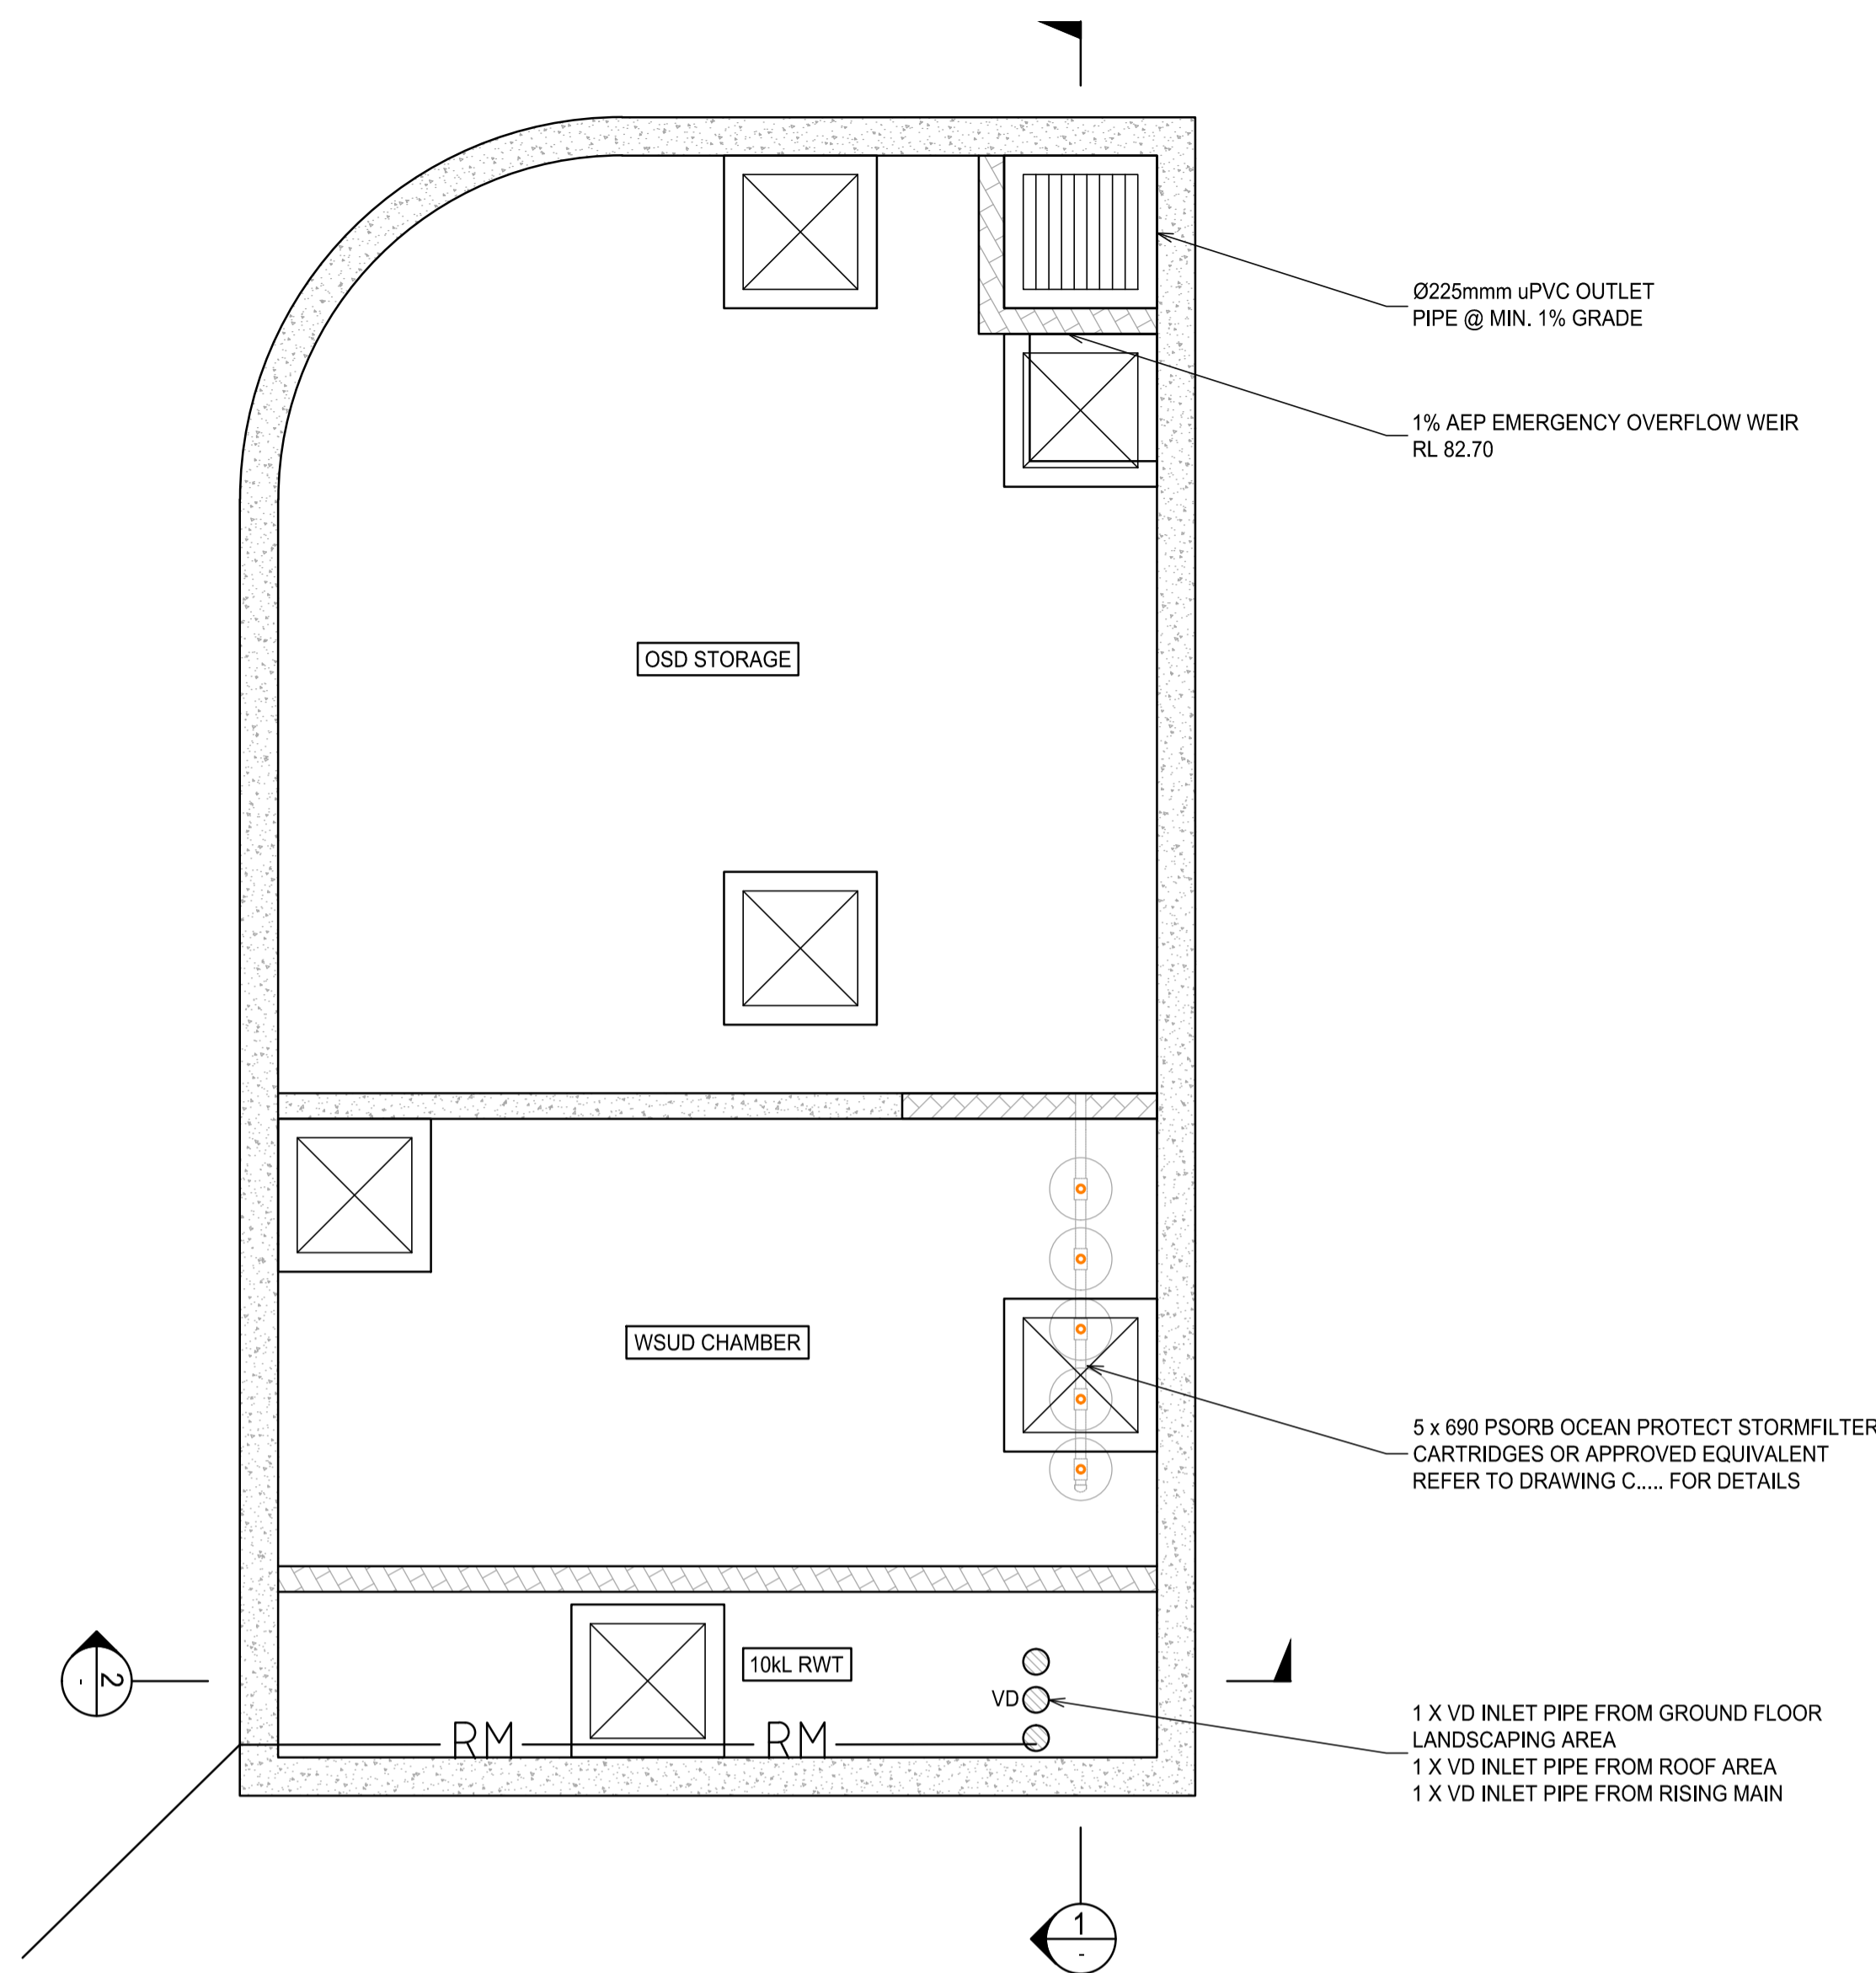 Ø225mmm uPVC OUTLET
PIPE @ MIN. 1% GRADE
1% AEP EMERGENCY OVERFLOW WEIR
RL 82.70
OSD STORAGE
WSUD CHAMBER
5 x 690 PSORB OCEAN PROTECT STORMFILTER
CARTRIDGES OR APPROVED EQUIVALENT
REFER TO DRAWING C..... FOR DETAILS
10kL RWT
VD
2
-
RM
RM
1 X VD INLET PIPE FROM GROUND FLOOR
LANDSCAPING AREA
1 X VD INLET PIPE FROM ROOF AREA
1 X VD INLET PIPE FROM RISING MAIN
1
-